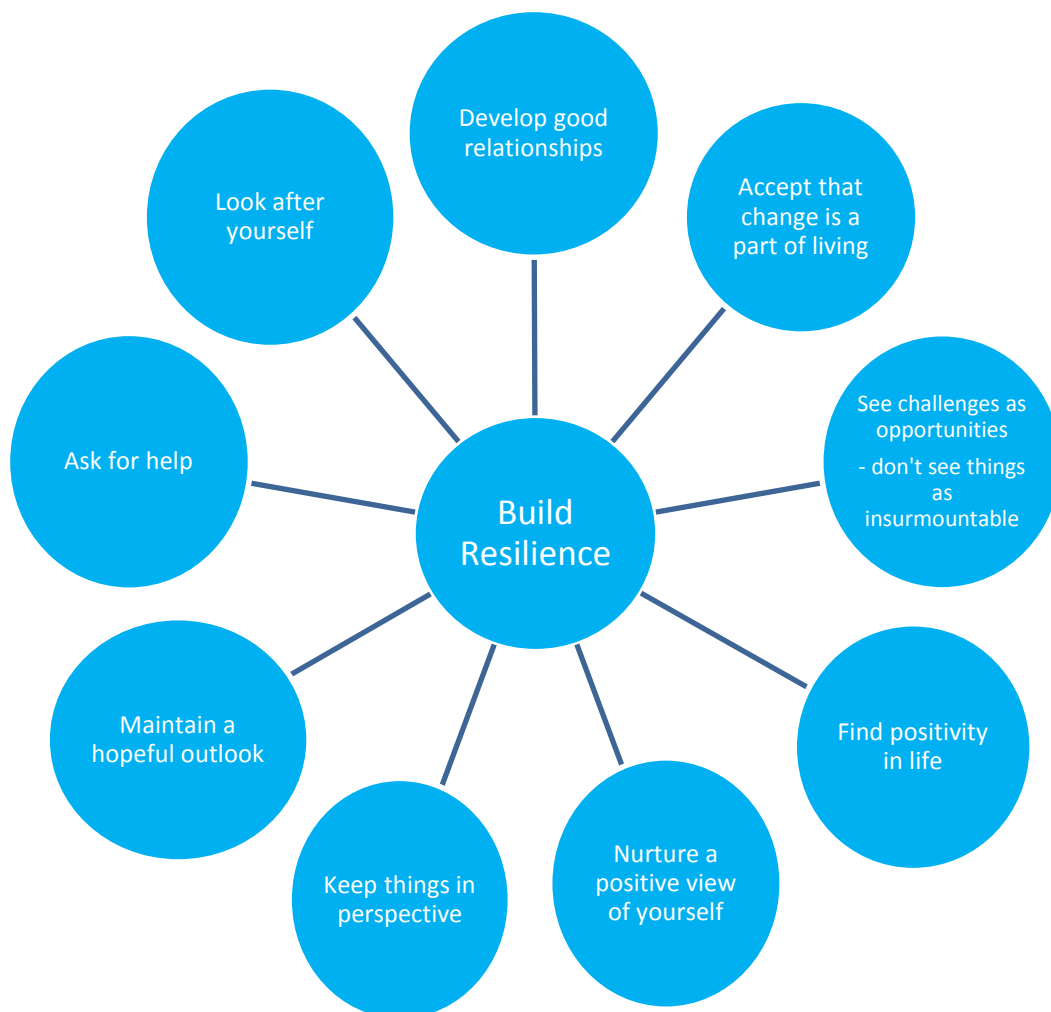 Develop good
relationships
Accept that
change is a
part of living
See challenges as
opportunities
- don't see things
as
insurmountable
Find positivity
in life
Nurture a
positive view
of yourself
Keep things in
perspective
Maintain a
hopeful outlook
Ask for help
Look after
yourself
Build
Resilience